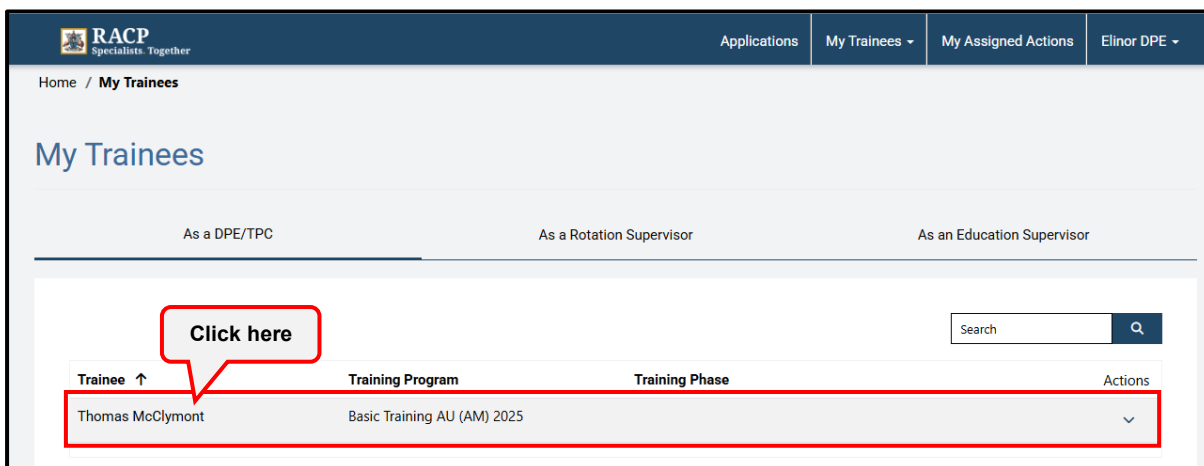 RACP
Specialists. Together
Applications
My Trainees
My Assigned Actions
Elinor DPE
Home / My Trainees
My Trainees
As a DPE/TPC
As a Rotation Supervisor
As an Education Supervisor
Click here
Search
Trainee ↑ Training Program Training Phase Actions
Thomas McClymont Basic Training AU (AM) 2025